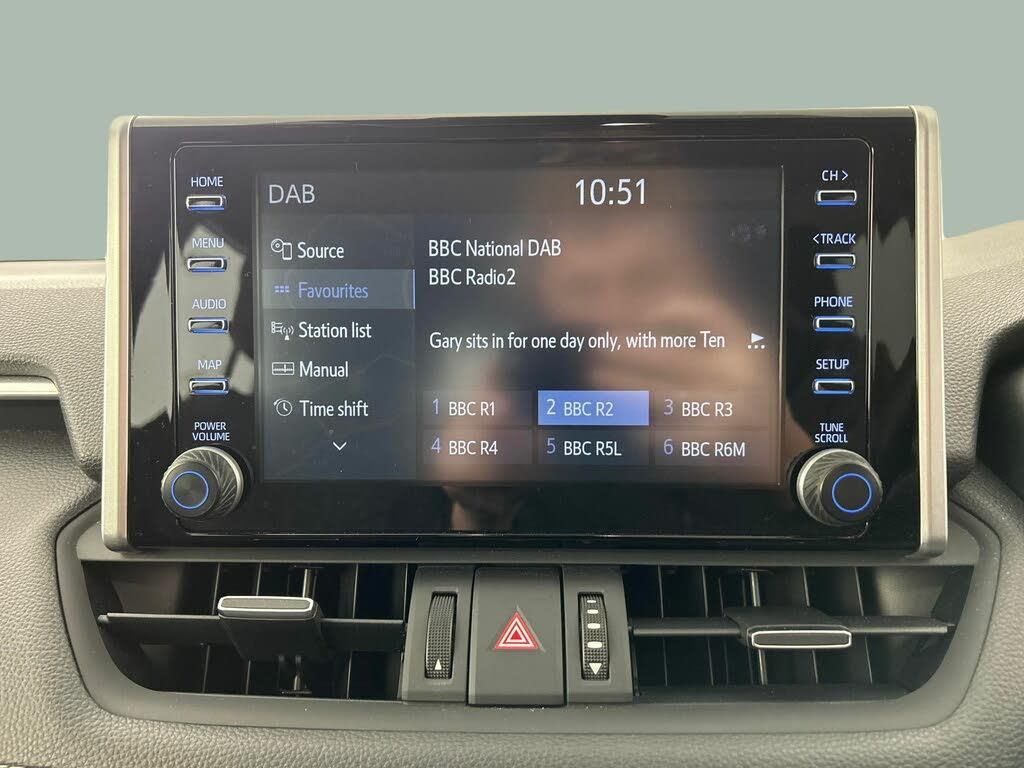 HOME
MENU
AUDIO
MAP
POWER
VOLUME
DAB
10:51
Source
Favourites
Station list
Manual
Time shift
BBC National DAB
BBC Radio2
Gary sits in for one day only, with more Ten
1 BBC R1
2 BBC R2
3 BBC R3
4 BBC R4
5 BBC R5L
6 BBC R6M
CH >
<TRACK
PHONE
SETUP
TUNE
SCROLL